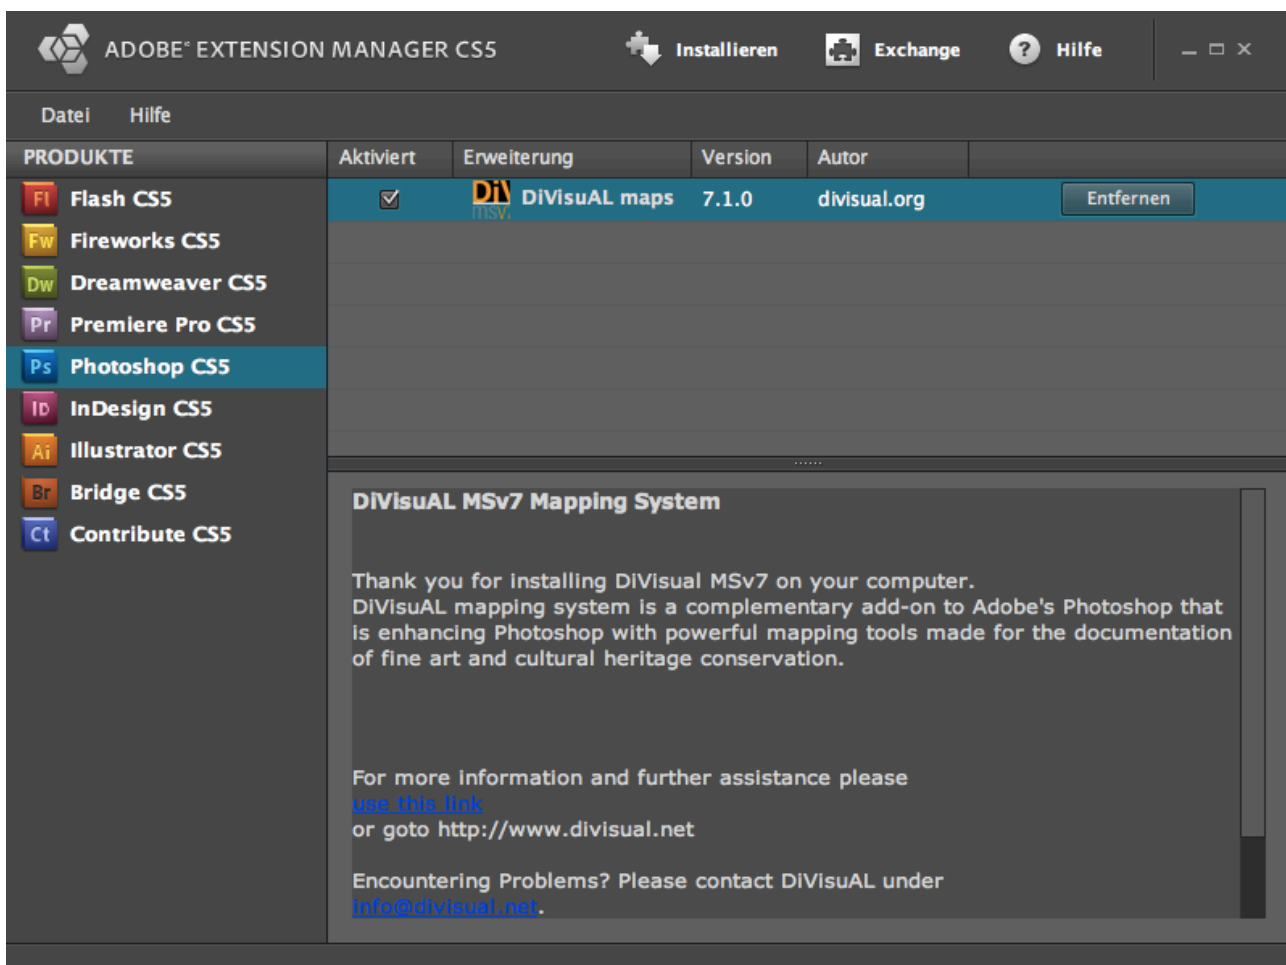 ADOBE® EXTENSION MANAGER CS5
Installieren
Exchange
? Hilfe
Datei Hilfe
PRODUKTE
Aktiviert Erweiterung Version Autor
Fl Flash CS5
Fw Fireworks CS5
Dw Dreamweaver CS5
Pr Premiere Pro CS5
Ps Photoshop CS5
ID InDesign CS5
Ai Illustrator CS5
Br Bridge CS5
Ct Contribute CS5
DiV msv. DiVisuAL maps 7.1.0 divisual.org Entfernen
DiVisuAL MSv7 Mapping System
Thank you for installing DiVisual MSv7 on your computer.
DiVisuAL mapping system is a complementary add-on to Adobe's Photoshop that
is enhancing Photoshop with powerful mapping tools made for the documentation
of fine art and cultural heritage conservation.
For more information and further assistance please
use this link
or goto http://www.divisual.net
Encountering Problems? Please contact DiVisuAL under
info@divisual.net.